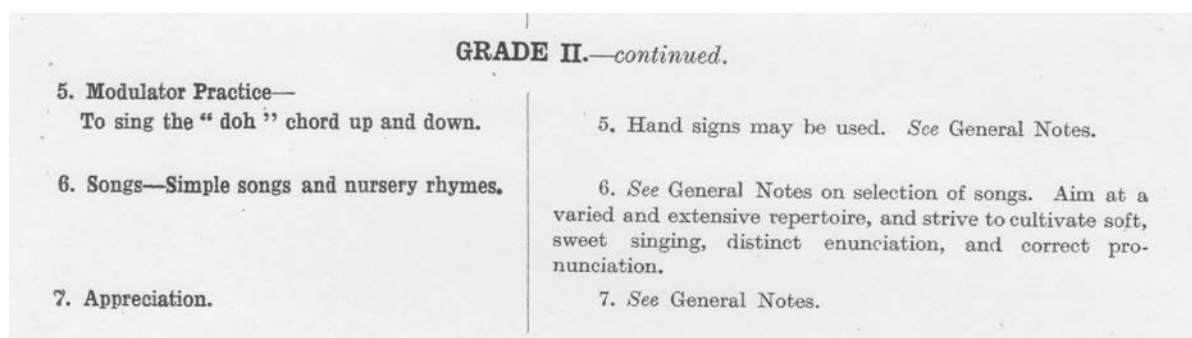 GRADE II.—continued.
5. Modulator Practice—
To sing the “ doh ” chord up and down.
5. Hand signs may be used. See General Notes.
6. Songs—Simple songs and nursery rhymes.
6. See General Notes on selection of songs. Aim at a
varied and extensive repertoire, and strive to cultivate soft,
sweet singing, distinct enunciation, and correct pro-
nunciation.
7. Appreciation.
7. See General Notes.